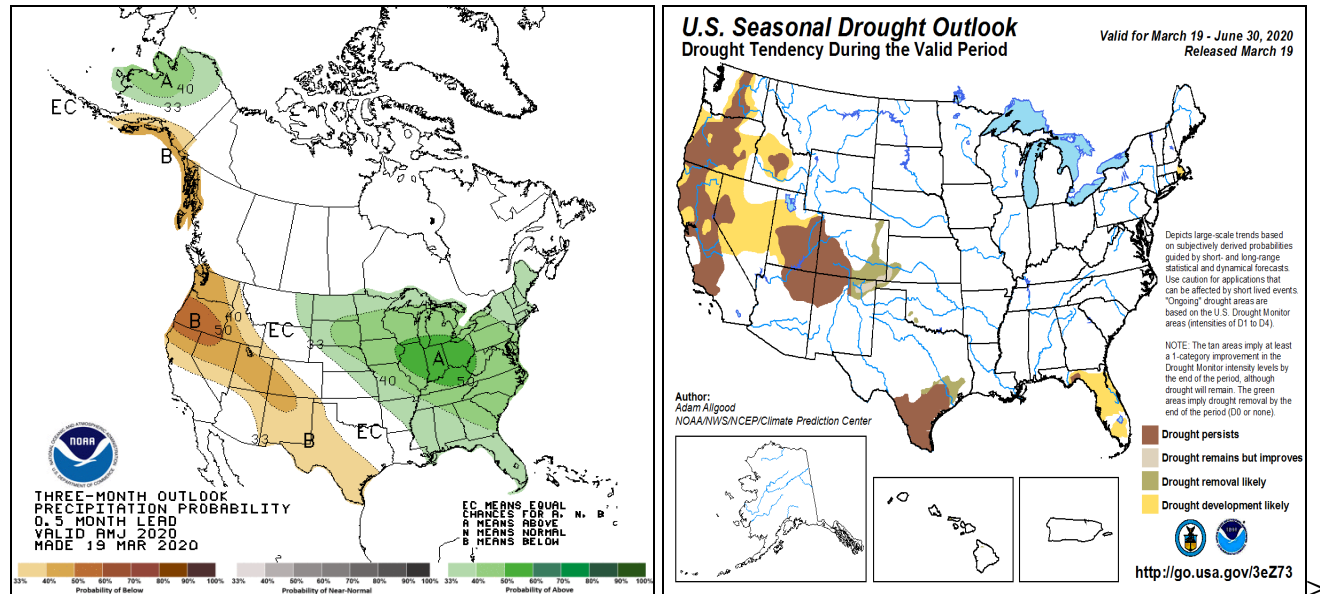 A
40
33
EC
B
40
B
50
EC
33
A
40
50
33
B
EC
NOAA
NATIONAL OCEANIC AND ATMOSPHERIC ADMINISTRATION
U.S. DEPARTMENT OF COMMERCE
THREE-MONTH OUTLOOK
PRECIPITATION PROBABILITY
0.5 MONTH LEAD
VALID AMJ 2020
MADE 19 MAR 2020
EC MEANS EQUAL
CHANCES FOR A, N, B
A MEANS ABOVE
N MEANS NORMAL
B MEANS BELOW
33% 40% 50% 60% 70% 80% 90% 100%
Probability of Below
40% 50% 60% 70% 80% 90% 100%
Probability of Near-Normal
33% 40% 50% 60% 70% 80% 90% 100%
Probability of Above
U.S. Seasonal Drought Outlook
Drought Tendency During the Valid Period
Valid for March 19 - June 30, 2020
Released March 19
Depicts large-scale trends based
on subjectively derived probabilities
guided by short- and long-range
statistical and dynamical forecasts.
Use caution for applications that
can be affected by short lived events.
"Ongoing" drought areas are
based on the U.S. Drought Monitor
areas (intensities of D1 to D4).
NOTE: The tan areas imply at least
a 1-category improvement in the
Drought Monitor intensity levels by
the end of the period, although
drought will remain. The green
areas imply drought removal by the
end of the period (D0 or none).
Author:
Adam Allgood
NOAA/NWS/NCEP/Climate Prediction Center
Drought persists
Drought remains but improves
Drought removal likely
Drought development likely
http://go.usa.gov/3eZ73